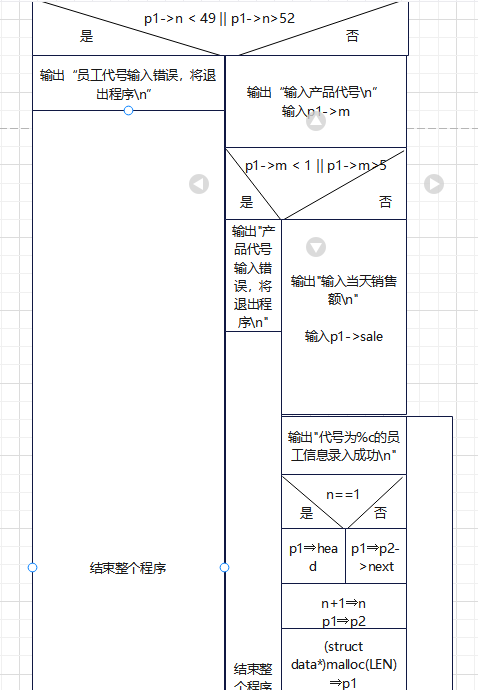 p1->n < 49 || p1->n>52
是
否
输出“员工代号输入错误，将退
出程序\n”
输出“输入产品代号\n”
输入p1->m
p1->m < 1 || p1->m>5
是
否
输出"产
品代号
输入错
误，将
退出程
序\n"
输出"输入当天销售
额\n"
输入p1->sale
输出"代号为%c的员
工信息录入成功\n"
n==1
是
否
p1⇒hea
d
p1⇒p2-
>next
结束整个程序
n+1⇒n
p1⇒p2
(struct
data*)malloc(LEN)
⇒p1
结束整
个程序